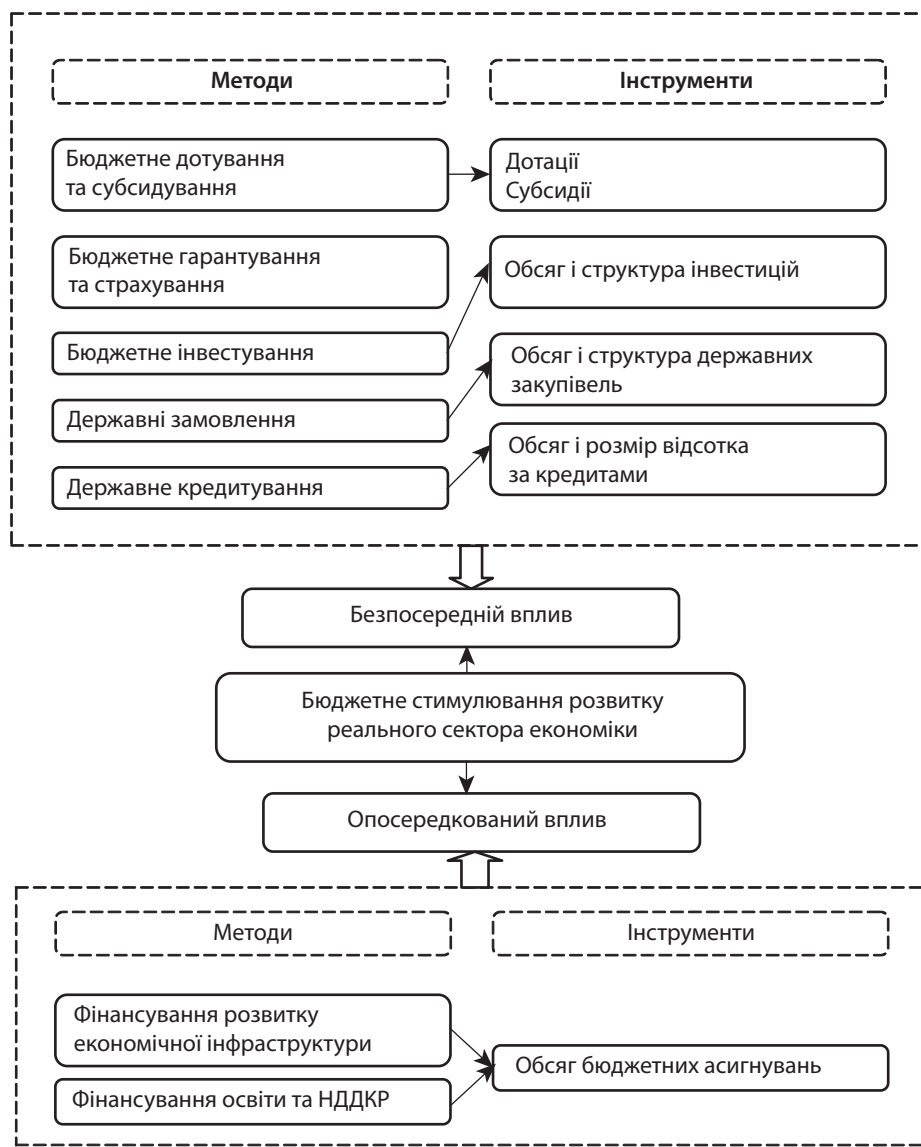 Методи
Інструменти
Бюджетне дотування
та субсидування
Дотації
Субсидії
Бюджетне гарантування
та страхування
Обсяг і структура інвестицій
Бюджетне інвестування
Обсяг і структура державних
закупівель
Державні замовлення
Обсяг і розмір відсотка
за кредитами
Державне кредитування
Безпосередній вплив
Бюджетне стимулювання розвитку
реального сектора економіки
Опосередкований вплив
Методи
Інструменти
Фінансування розвитку
економічної інфраструктури
Обсяг бюджетних асигнувань
Фінансування освіти та НДДКР